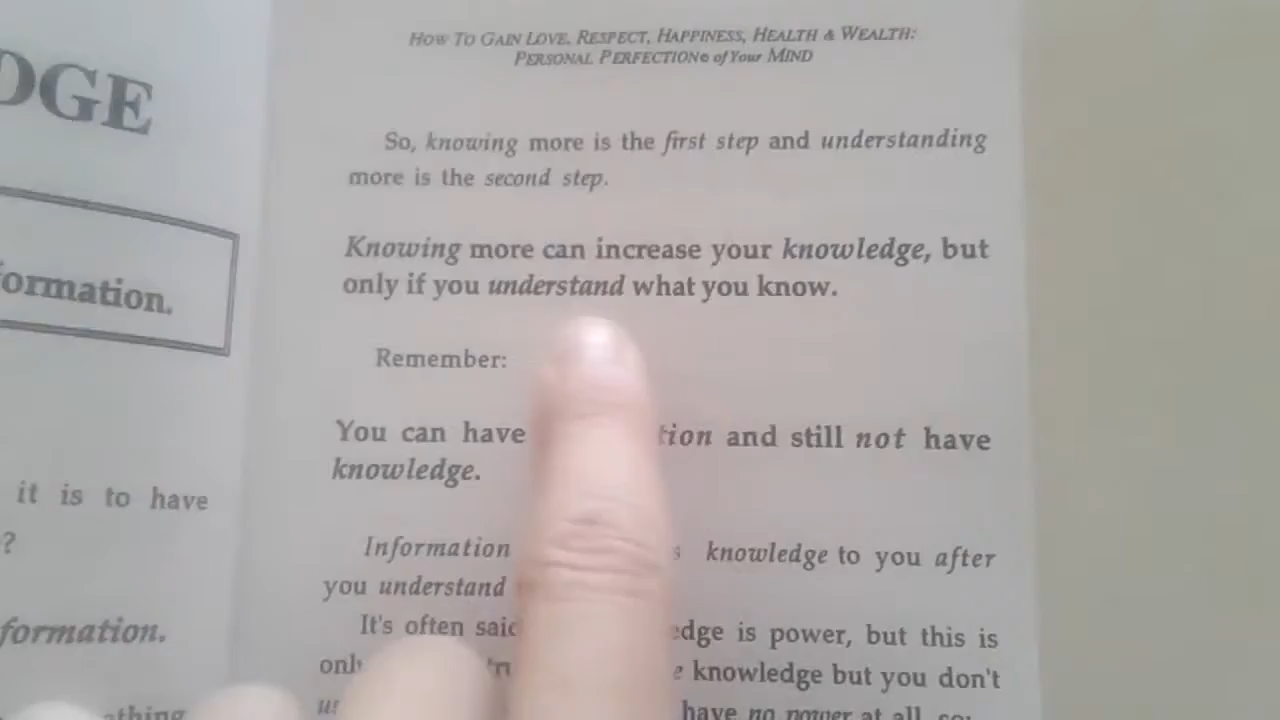 DGE
ormation.
it is to have
?
formation.
thing
HOW TO GAIN LOVE, RESPECT, HAPPINESS, HEALTH & WEALTH:
PERSONAL PERFECTION© of Your MIND
So, knowing more is the first step and understanding
more is the second step.
Knowing more can increase your knowledge, but
only if you understand what you know.
Remember:
You can have tion and still not have
knowledge.
Information knowledge to you after
you understand
It's often said edge is power, but this is
only knowledge but you don't
have no power at all, so: